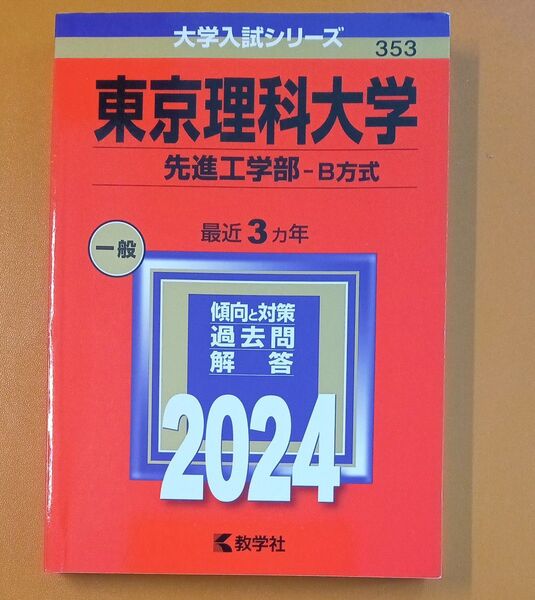 大学入試シリーズ
353
東京理科大学
先進工学部-B方式
最近3カ年
一般
傾向と対策
過去問
解答
2024
教学社